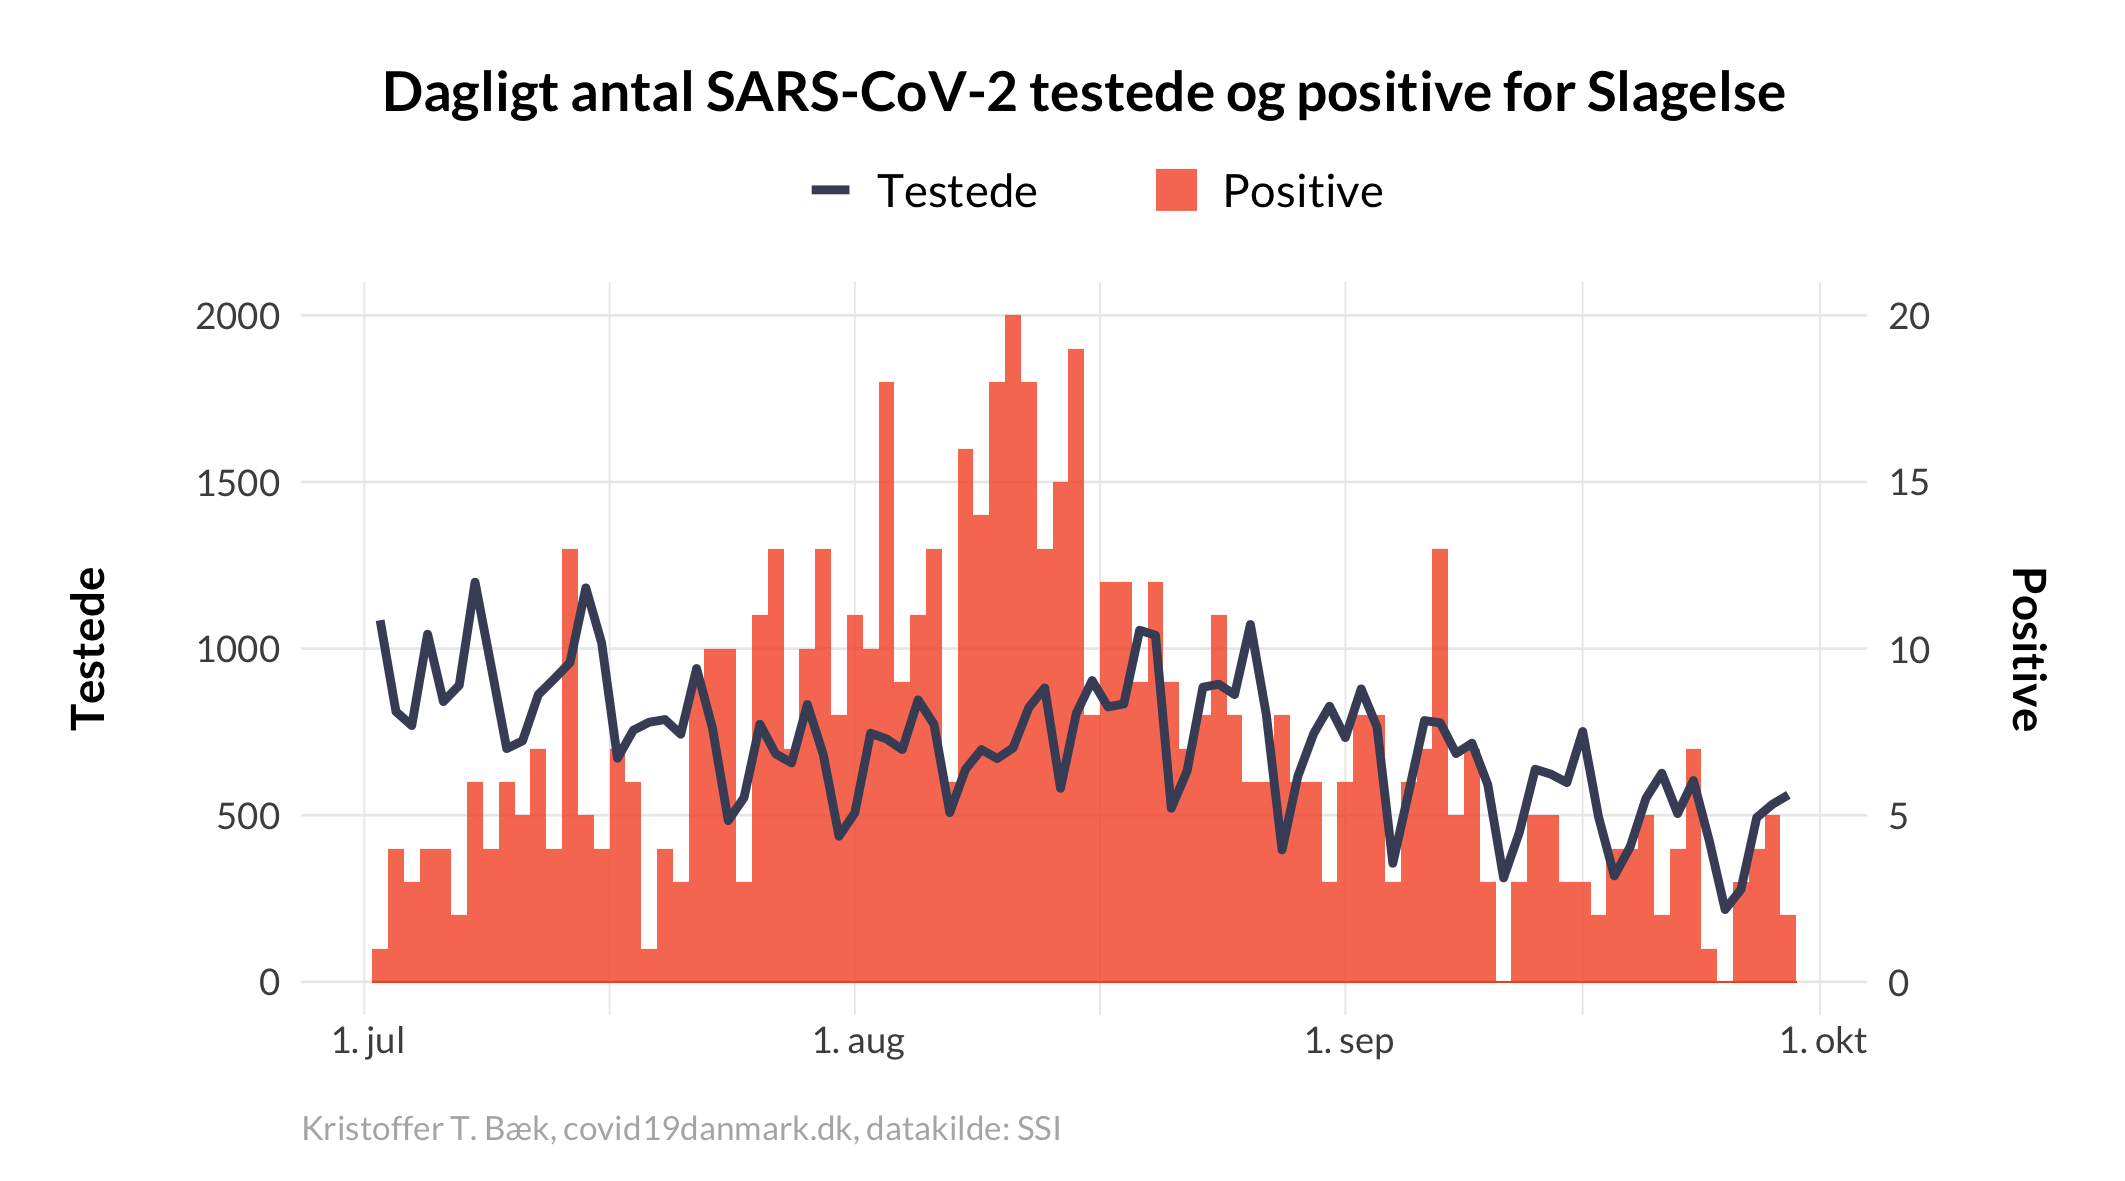 Dagligt antal SARS-CoV-2 testede og positive for Slagelse
Testede Positive
2000 20
1500 15
1000 10
500 5
0 0
Testede
Positive
1. jul 1. aug 1. sep 1. okt
Kristoffer T. Bæk, covid19danmark.dk, datakilde: SSI